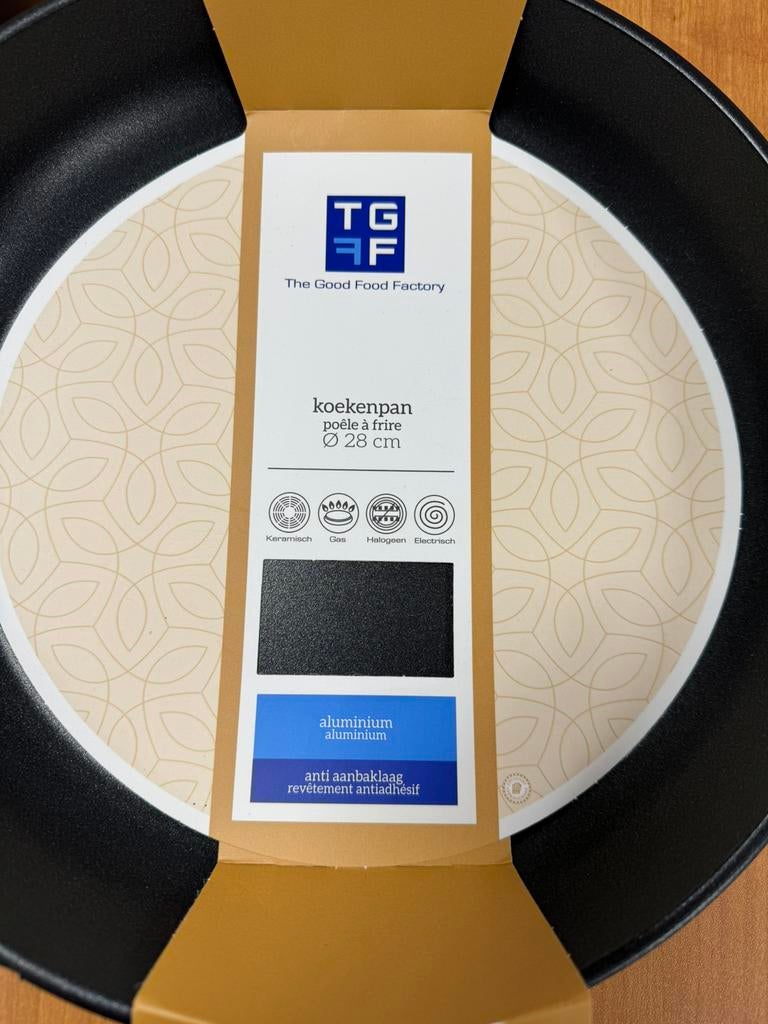 TG
FF
The Good Food Factory
koekenpan
poêle à frire
Ø 28 cm
Keramisch Gas Halogeen Electrisch
aluminium
aluminium
anti aanbaklaag
revêtement antiadhésif